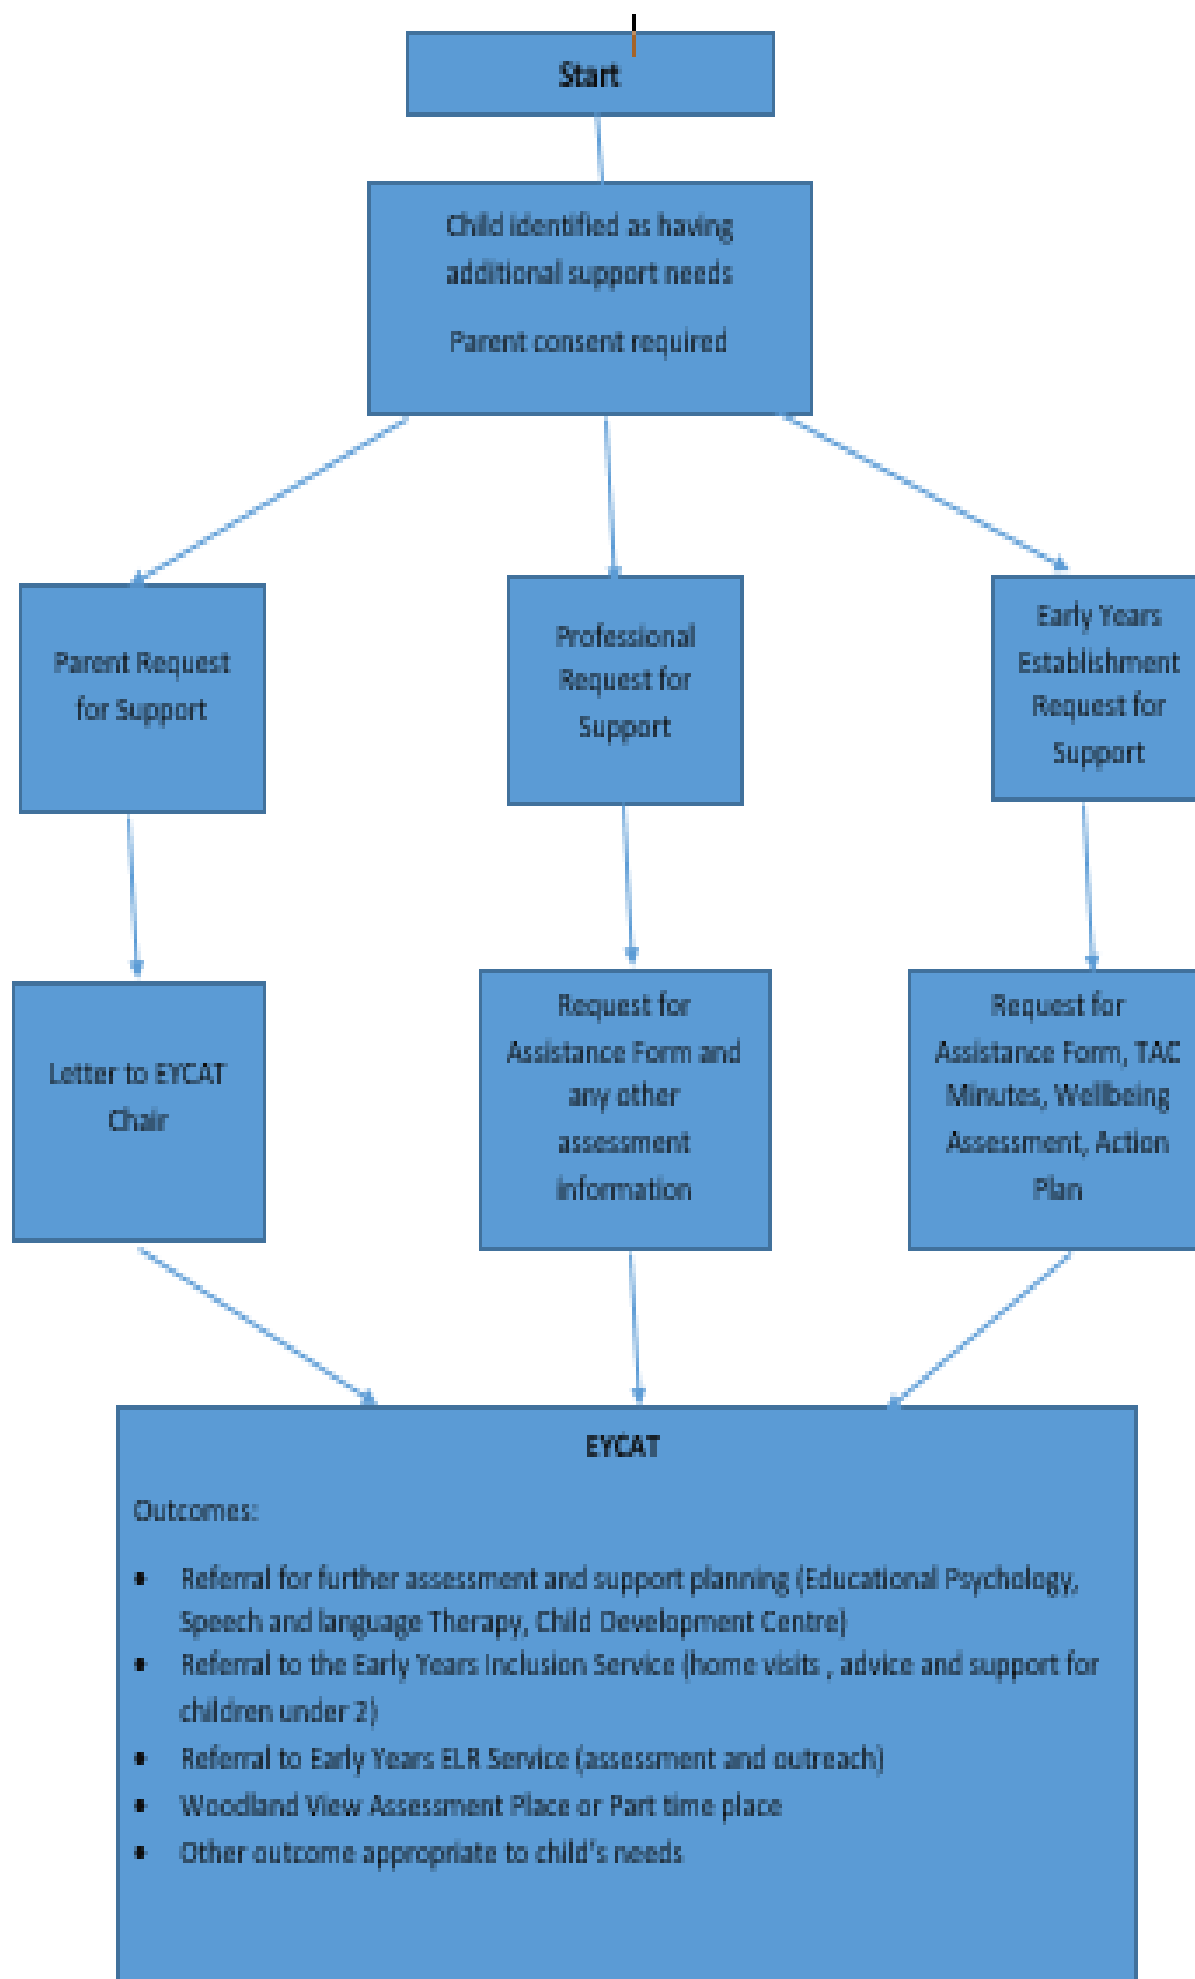 Start
Child identified as having
additional support needs
Parent consent required
Parent Request
for Support
Professional
Request for
Support
Early Years
Establishment
Request for
Support
Letter to EYCAT
Chair
Request for
Assistance Form and
any other
assessment
information
Request for
Assistance Form, TAC
Minutes, Wellbeing
Assessment, Action
Plan
EYCAT
Outcomes:
• Referral for further assessment and support planning (Educational Psychology,
Speech and language Therapy, Child Development Centre)
• Referral to the Early Years Inclusion Service (home visits , advice and support for
children under 2)
• Referral to Early Years ELR Service (assessment and outreach)
• Woodland View Assessment Place or Part time place
• Other outcome appropriate to child's needs